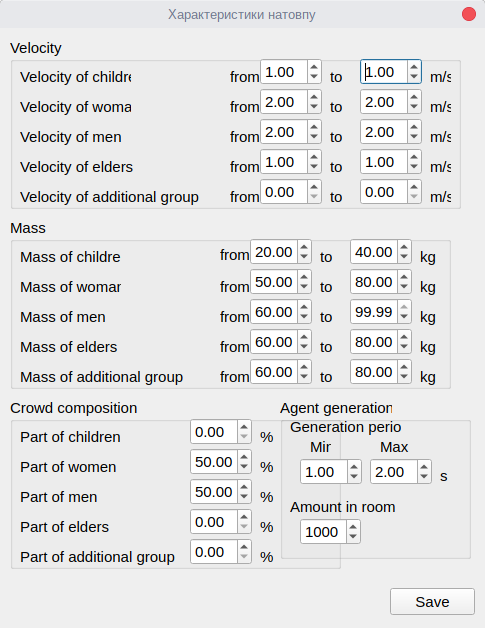 Характеристики натовпу
Velocity
Velocity of childre from 1.00 to 1.00 m/s
Velocity of woma from 2.00 to 2.00 m/s
Velocity of men from 2.00 to 2.00 m/s
Velocity of elders from 1.00 to 1.00 m/s
Velocity of additional group from 0.00 to 0.00 m/s
Mass
Mass of childre from 20.00 to 40.00 kg
Mass of womar from 50.00 to 80.00 kg
Mass of men from 60.00 to 99.99 kg
Mass of elders from 60.00 to 80.00 kg
Mass of additional group from 60.00 to 80.00 kg
Crowd composition
Part of children 0.00 %
Part of women 50.00 %
Part of men 50.00 %
Part of elders 0.00 %
Part of additional group 0.00 %
Agent generation
Generation perio
Mir Max
1.00 2.00 s
Amount in room
1000
Save